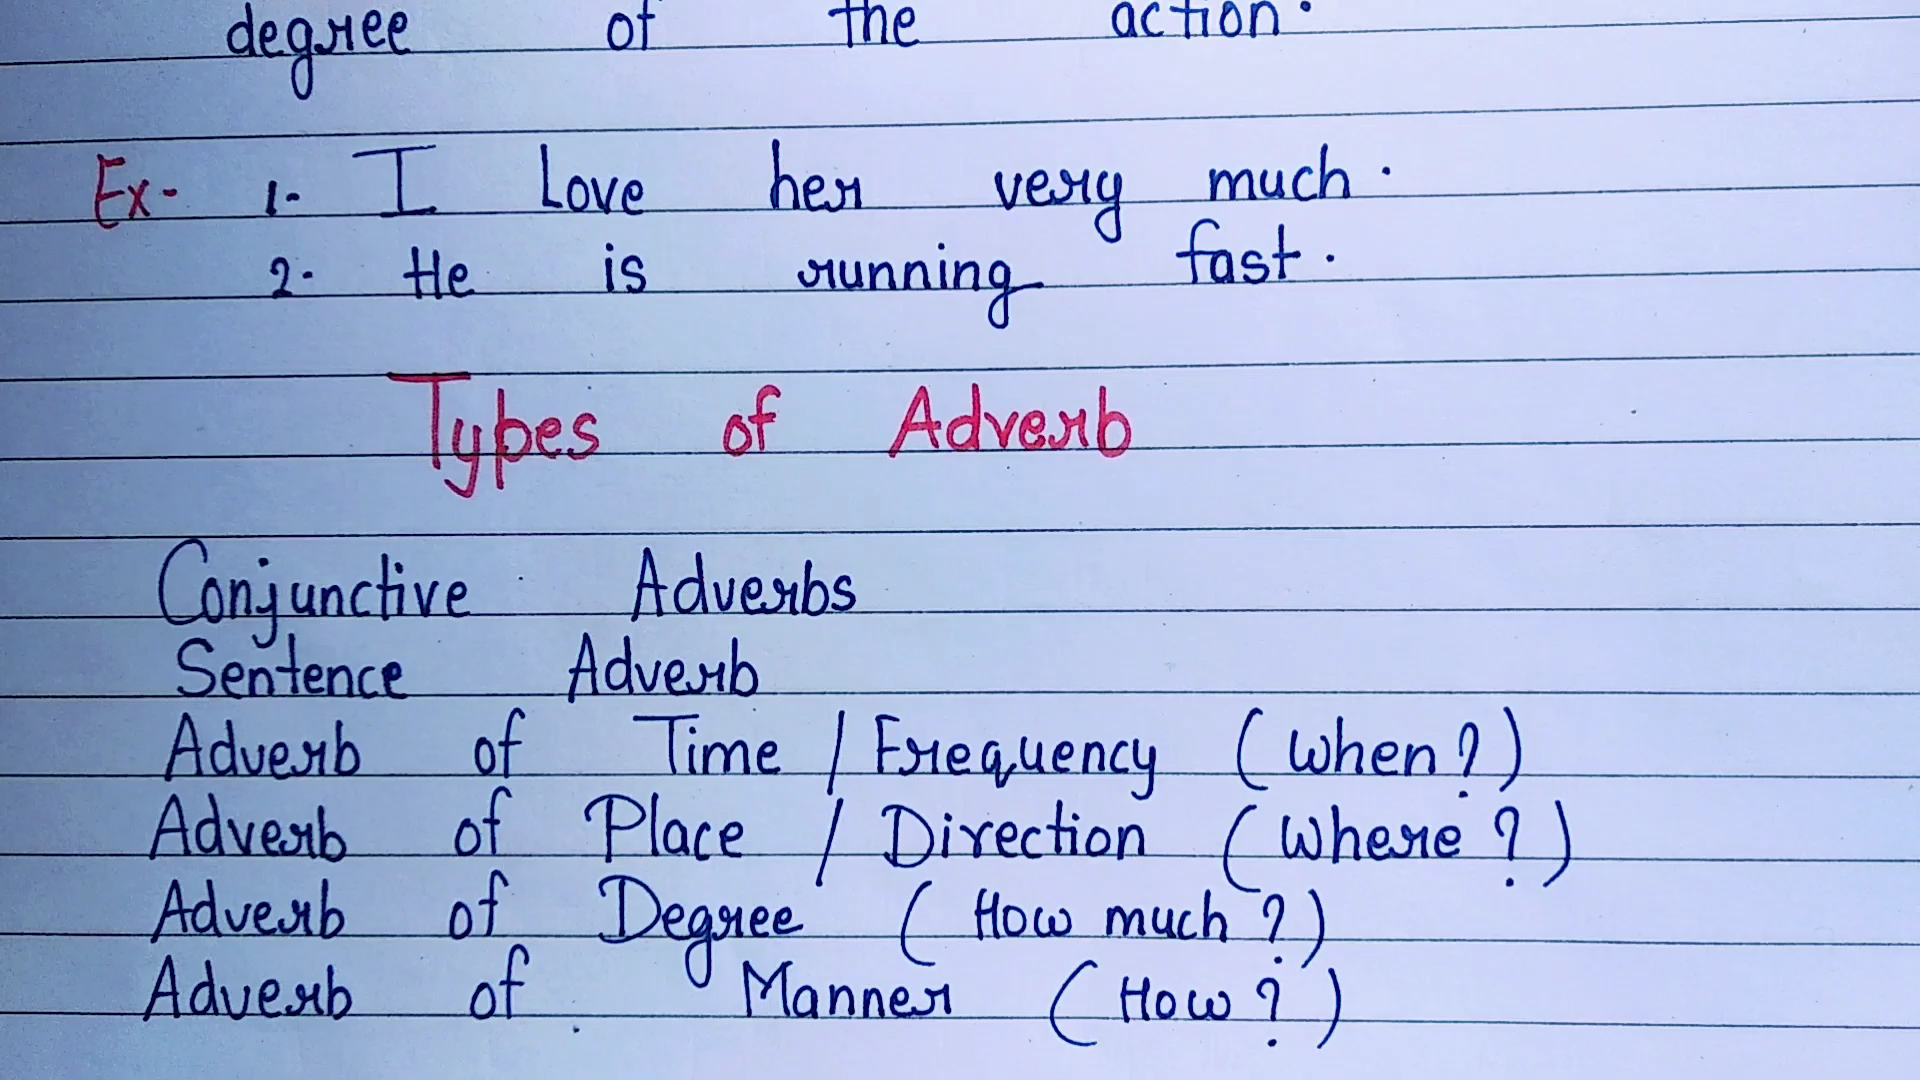 degree of the action.
Ex- 1- I Love her very much.
2- He is running fast.
Types of Adverb
Conjunctive Adverbs
Sentence Adverb
Adverb of Time / Frequency (When?)
Adverb of Place / Direction (Where?)
Adverb of Degree (How much?)
Adverb of Manner (How?)